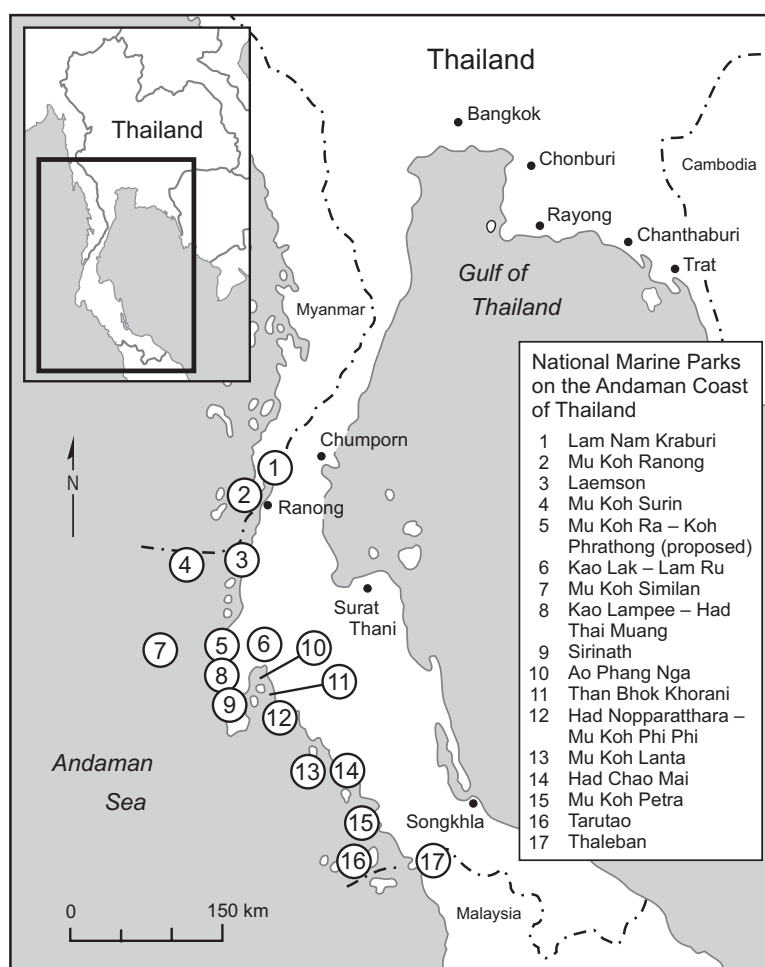 Thailand
Thailand
Bangkok
Chonburi
Cambodia
Rayong
Chanthaburi
Trat
Gulf of
Thailand
Myanmar
Chumporn
Ranong
Surat
Thani
Andaman
Sea
Songkhla
Malaysia
N
0 150 km
1
2
3
4
5
6
7
8
9
10
11
12
13
14
15
16
17
National Marine Parks
on the Andaman Coast
of Thailand
1 Lam Nam Kraburi
2 Mu Koh Ranong
3 Laemson
4 Mu Koh Surin
5 Mu Koh Ra – Koh
Phrathong (proposed)
6 Kao Lak – Lam Ru
7 Mu Koh Similan
8 Kao Lampee – Had
Thai Muang
9 Sirinath
10 Ao Phang Nga
11 Than Bhok Khorani
12 Had Nopparatthara –
Mu Koh Phi Phi
13 Mu Koh Lanta
14 Had Chao Mai
15 Mu Koh Petra
16 Tarutao
17 Thaleban